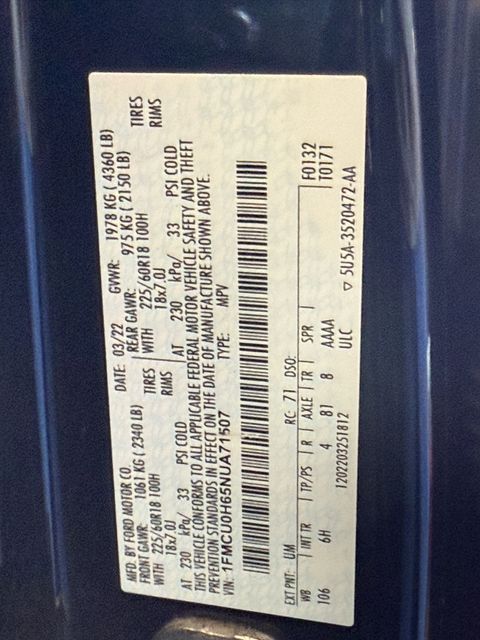 MFD. BY FORD MOTOR CO.
DATE: 03/22 GVWR: 1978 KG ( 4360 LB)
FRONT GAWR: 1061 KG ( 2340 LB) REAR GAWR: 975 KG ( 2150 LB)
WITH 225/60R18 100H TIRES WITH 225/60R18 100H TIRES
18x7.0J RIMS 18x7.0J RIMS
AT 230 kPa/ 33 PSI COLD AT 230 kPa/ 33 PSI COLD
THIS VEHICLE CONFORMS TO ALL APPLICABLE FEDERAL MOTOR VEHICLE SAFETY AND THEFT
PREVENTION STANDARDS IN EFFECT ON THE DATE OF MANUFACTURE SHOWN ABOVE.
VIN: 1FMCU0H65NUA71507 TYPE: MPV
EXT PNT: UM RC: 71 DSO: F0132
WB INT TR TP/PS R AXLE TR SPR T0171
106 6H 4 81 8 AAAA
ULC
1202203251812 ▽ 5U5A-3520472-AA